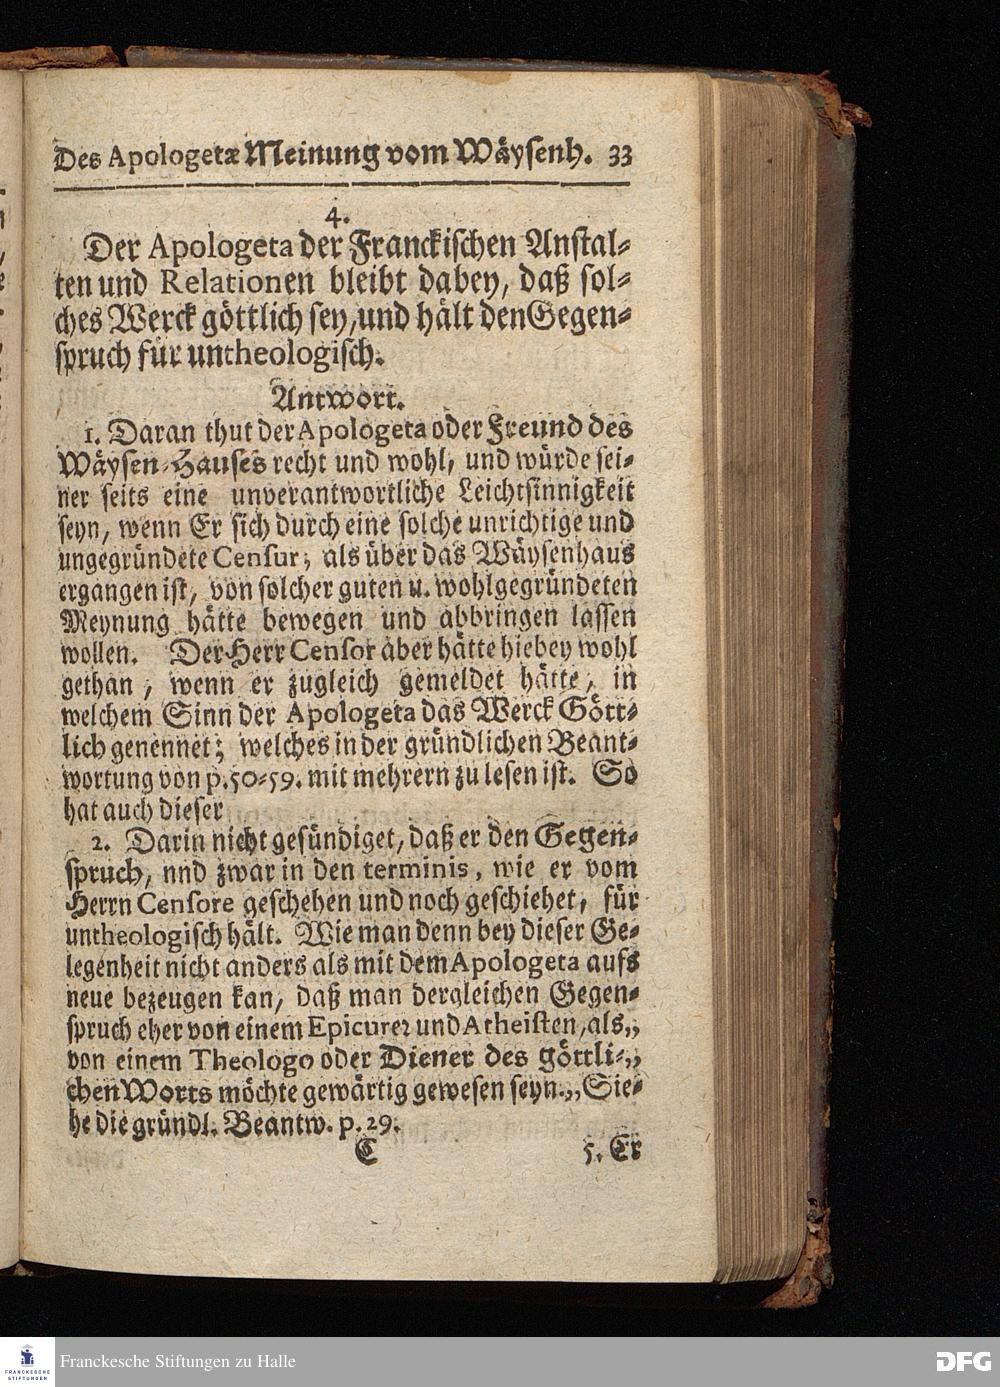 Des Apologetæ Meinung vom Wäysenh. 33
4.
Der Apologeta der Franckischen Anstal-
ten und Relationen bleibt dabey, daß sol-
ches Werck göttlich sey, und hält den Gegen-
spruch für untheologisch.
Antwort.
1. Daran thut der Apologeta oder Freund des
Wäysen-Hauses recht und wohl, und würde sei-
ner seits eine unverantwortliche Leichtsinnigkeit
seyn, wenn Er sich durch eine solche unrichtige und
ungegründete Censur, als über das Wäysenhaus
ergangen ist, von solcher guten u. wohlgegründeten
Meynung hätte bewegen und abbringen lassen
wollen. Der Herr Censor aber hätte hiebey wohl
gethan, wenn er zugleich gemeldet hätte, in
welchem Sinn der Apologeta das Werck Gött-
lich genennet; welches in der gründlichen Beant-
wortung von p. 50-59. mit mehrern zu lesen ist. So
hat auch dieser
2. Darin nicht gesündiget, daß er den Gegen-
spruch, nnd zwar in den terminis, wie er vom
Herrn Censore geschehen und noch geschiehet, für
untheologisch hält. Wie man denn bey dieser Ge-
legenheit nicht anders als mit dem Apologeta aufs
neue bezeugen kan, daß man dergleichen Gegen-
spruch eher von einem Epicurer und Atheisten, als„
von einem Theologo oder Diener des göttli-„
chen Worts möchte gewärtig gewesen seyn.„ Sie-
he die gründl. Beantw. p. 29.
C 5. Er
FRANCKESCHE STIFTUNGEN
Franckesche Stiftungen zu Halle
DFG